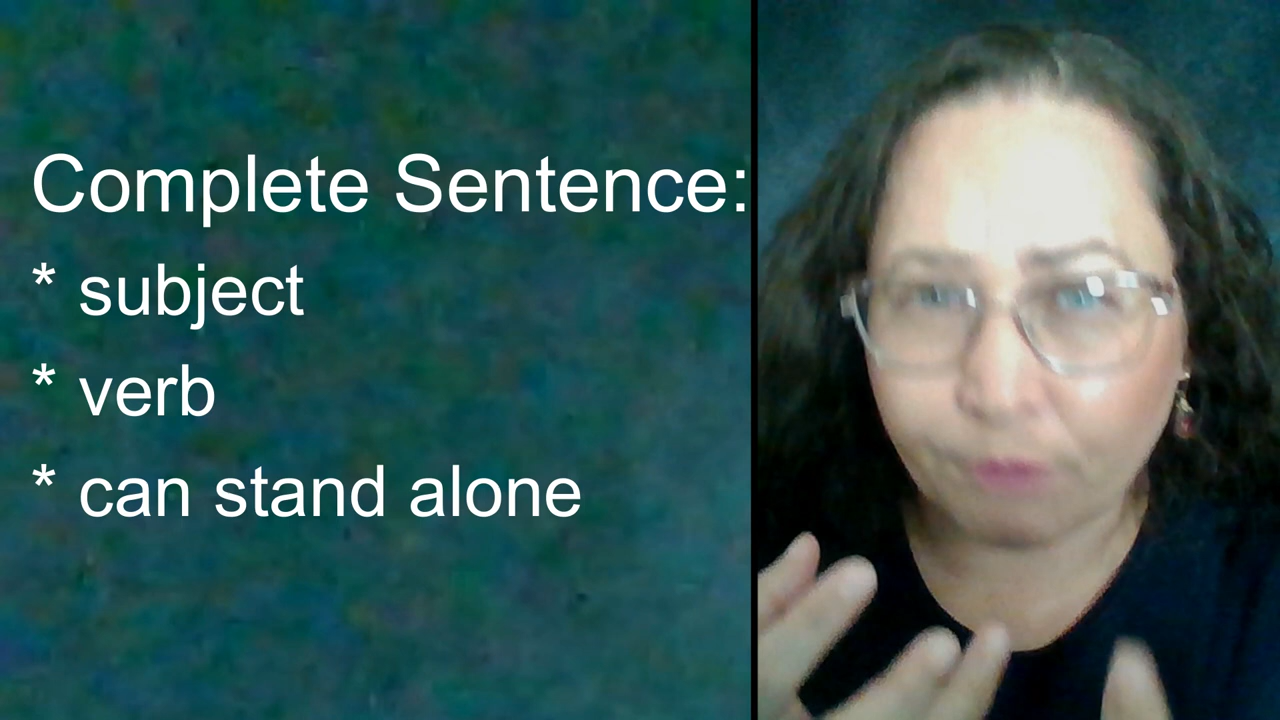 Complete Sentence:
* subject
* verb
* can stand alone